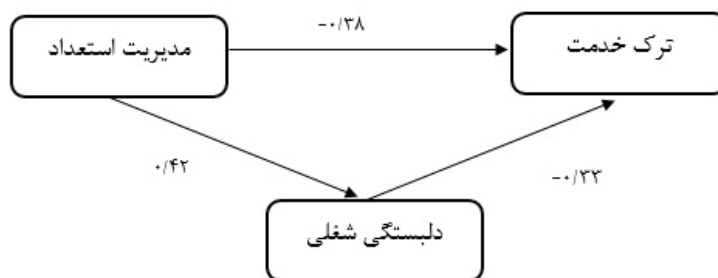 -۰/۳۸
مدیریت استعداد
ترک خدمت
۰/۴۲
-۰/۳۳
دلبستگی شغلی